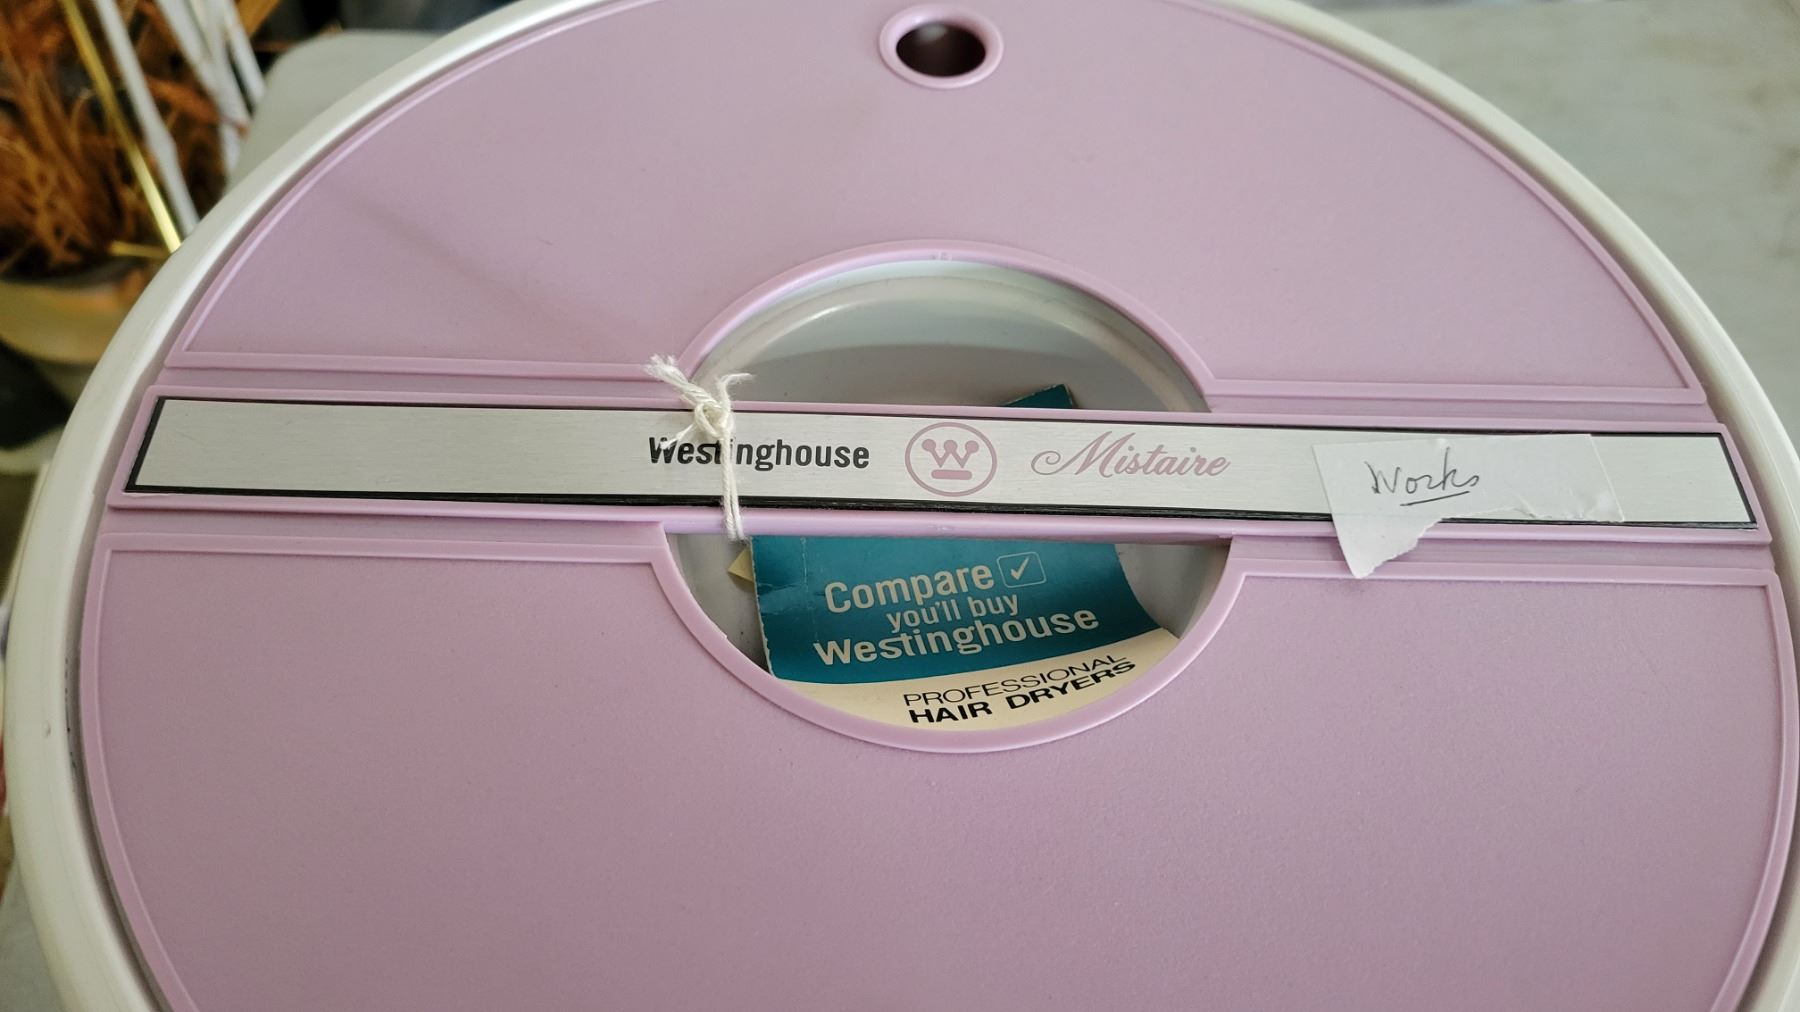 Westinghouse W Mistaire
Works
Compare
you'll buy
Westinghouse
PROFESSIONAL
HAIR DRYERS